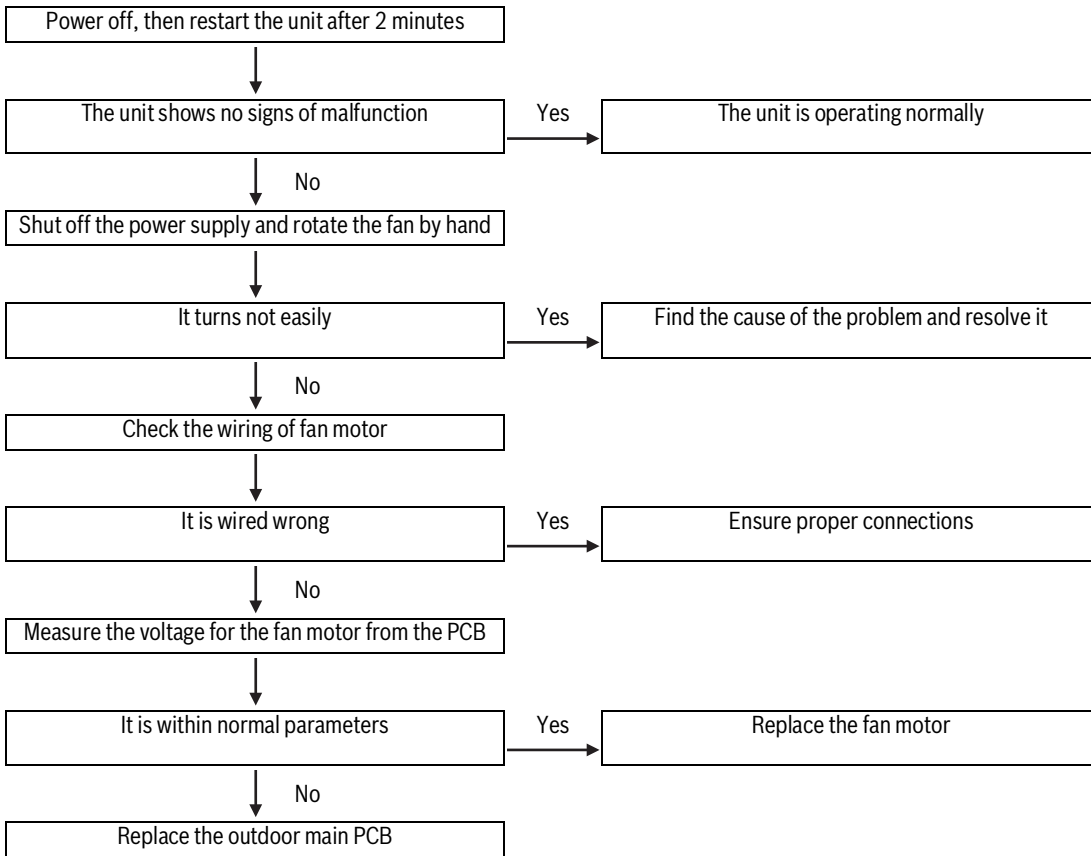 Power off, then restart the unit after 2 minutes
The unit shows no signs of malfunction
Yes
The unit is operating normally
No
Shut off the power supply and rotate the fan by hand
It turns not easily
Yes
Find the cause of the problem and resolve it
No
Check the wiring of fan motor
It is wired wrong
Yes
Ensure proper connections
No
Measure the voltage for the fan motor from the PCB
It is within normal parameters
Yes
Replace the fan motor
No
Replace the outdoor main PCB